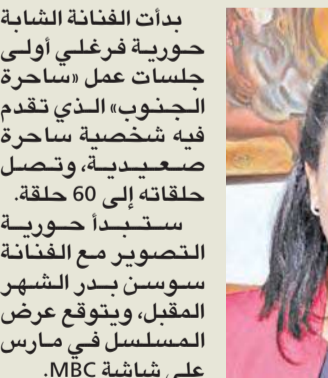 بدأت الفنانة الشابة
حورية فرغلي أولى
جلسات عمل «ساحرة
الجنوب» الذي تقدم
فيه شخصية ساحرة
صعيدية، وتصل
حلقاته إلى 60 حلقة.
ستبدأ حورية
التصوير مع الفنانة
سوسن بدر الشهر
المقبل، ويتوقع عرض
المسلسل في مارس
على شاشة MBC.